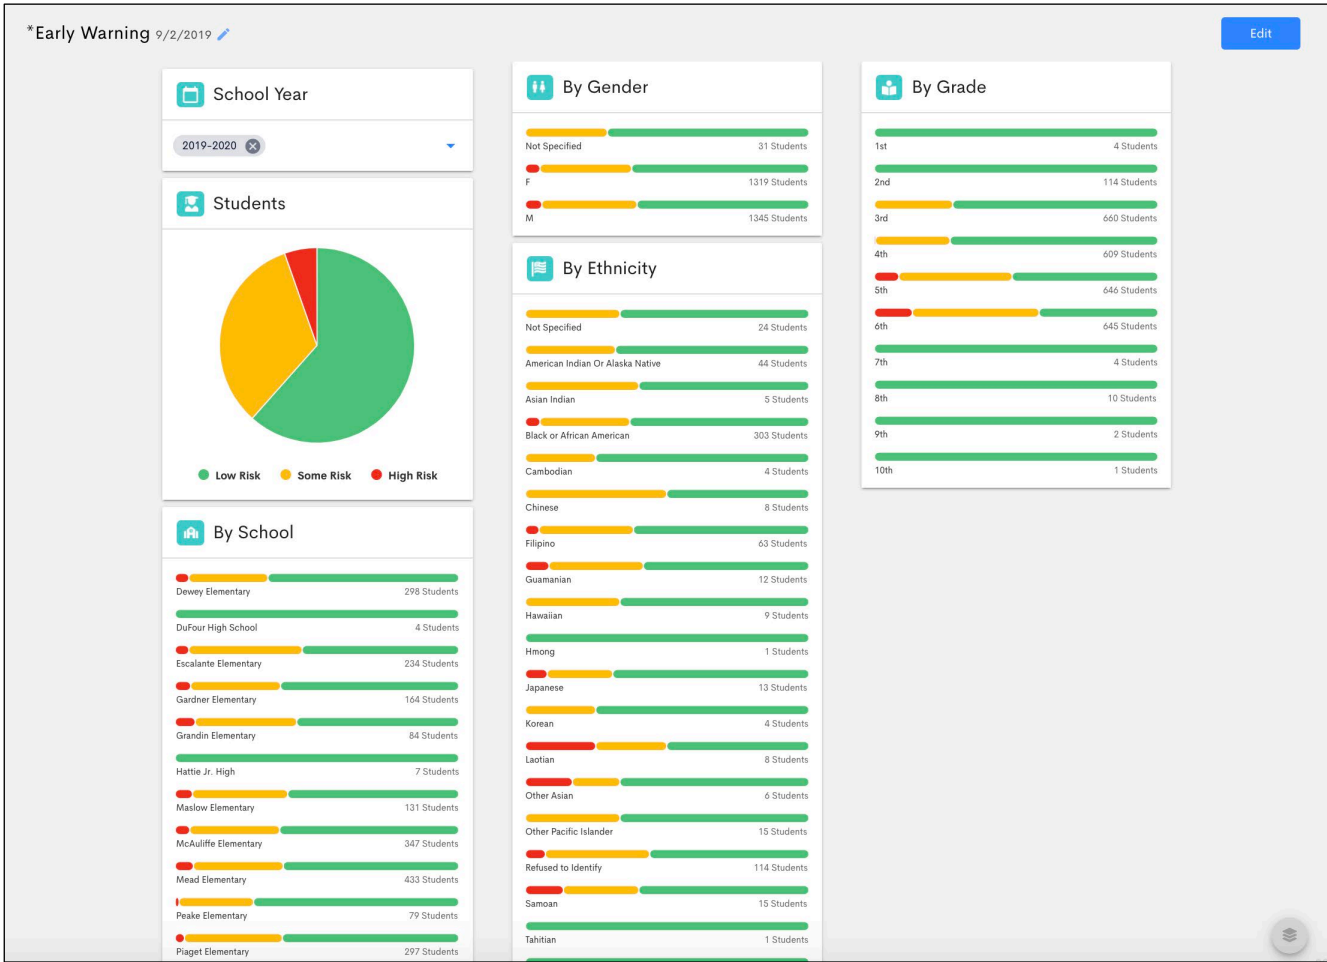 *Early Warning 9/2/2019
Edit
School Year
2019-2020
Students
Low Risk Some Risk High Risk
By School
Dewey Elementary 298 Students
DuFour High School 4 Students
Escalante Elementary 234 Students
Gardner Elementary 164 Students
Grandin Elementary 84 Students
Hattie Jr. High 7 Students
Maslow Elementary 131 Students
McAuliffe Elementary 347 Students
Mead Elementary 433 Students
Peake Elementary 79 Students
Piaget Elementary 297 Students
By Gender
Not Specified 31 Students
F 1319 Students
M 1345 Students
By Ethnicity
Not Specified 24 Students
American Indian Or Alaska Native 44 Students
Asian Indian 5 Students
Black or African American 303 Students
Cambodian 4 Students
Chinese 8 Students
Filipino 63 Students
Guamanian 12 Students
Hawaiian 9 Students
Hmong 1 Students
Japanese 13 Students
Korean 4 Students
Laotian 8 Students
Other Asian 6 Students
Other Pacific Islander 15 Students
Refused to Identify 114 Students
Samoan 15 Students
Tahitian 1 Students
By Grade
1st 4 Students
2nd 114 Students
3rd 660 Students
4th 609 Students
5th 646 Students
6th 645 Students
7th 4 Students
8th 10 Students
9th 2 Students
10th 1 Students